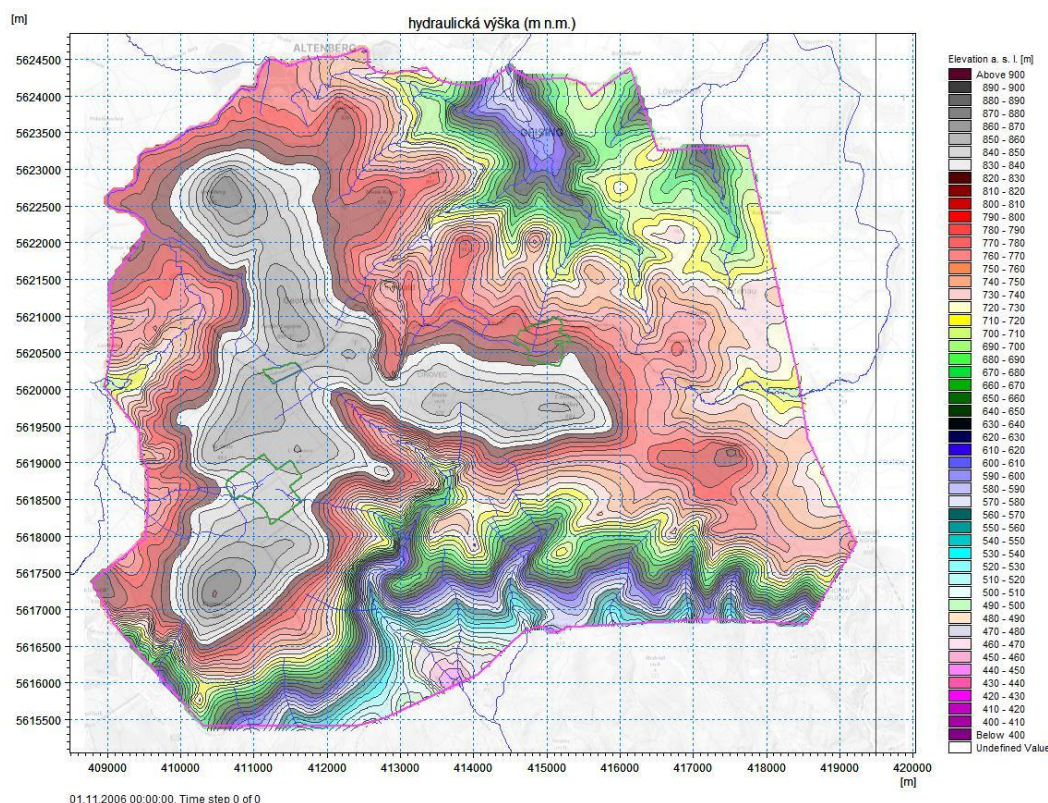 hydraulická výška (m n.m.)
[m]
ALTENBERG
GEISING
CÍNOVEC
5624500
5624000
5623500
5623000
5622500
5622000
5621500
5621000
5620500
5620000
5619500
5619000
5618500
5618000
5617500
5617000
5616500
5616000
5615500
409000 410000 411000 412000 413000 414000 415000 416000 417000 418000 419000 420000
[m]
01.11.2006 00:00:00, Time step 0 of 0
Elevation a. s. l. [m]
Above 900
890 - 900
880 - 890
870 - 880
860 - 870
850 - 860
840 - 850
830 - 840
820 - 830
810 - 820
800 - 810
790 - 800
780 - 790
770 - 780
760 - 770
750 - 760
740 - 750
730 - 740
720 - 730
710 - 720
700 - 710
690 - 700
680 - 690
670 - 680
660 - 670
650 - 660
640 - 650
630 - 640
620 - 630
610 - 620
600 - 610
590 - 600
580 - 590
570 - 580
560 - 570
550 - 560
540 - 550
530 - 540
520 - 530
510 - 520
500 - 510
490 - 500
480 - 490
470 - 480
460 - 470
450 - 460
440 - 450
430 - 440
420 - 430
410 - 420
400 - 410
Below 400
Undefined Value